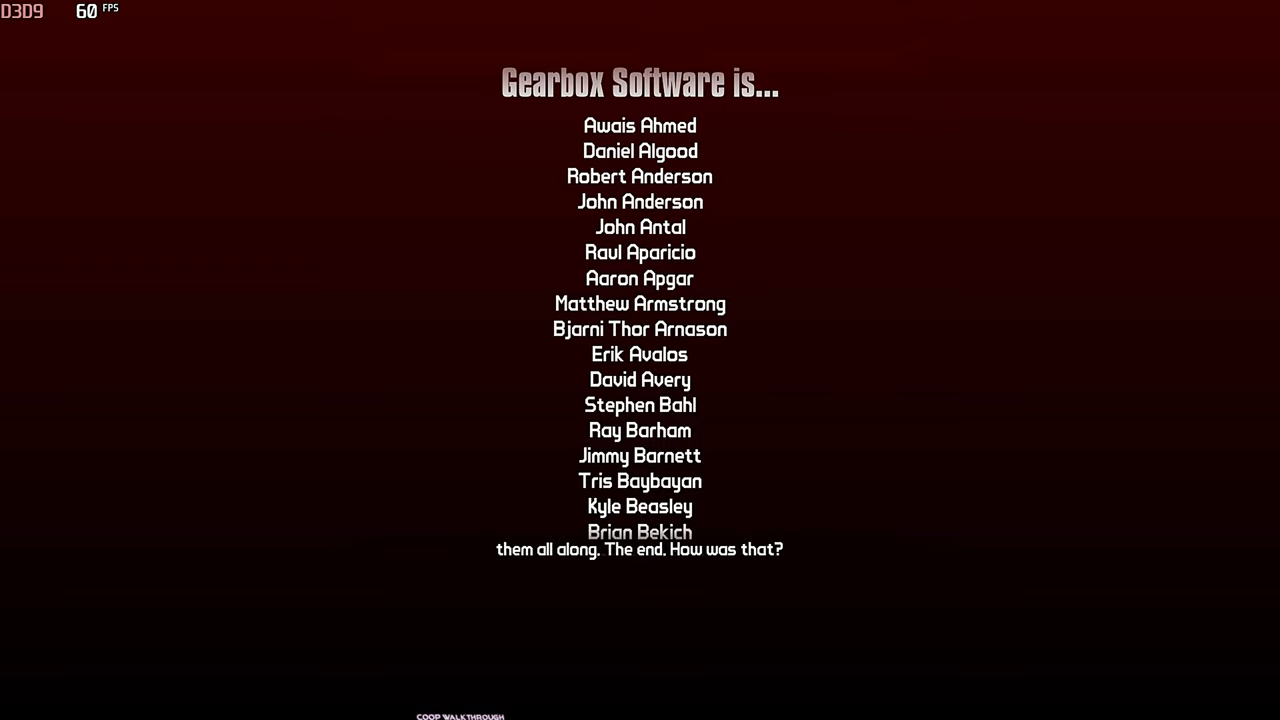 D3D9 60 FPS
Gearbox Software is...
Awais Ahmed
Daniel Algood
Robert Anderson
John Anderson
John Antal
Raul Aparicio
Aaron Apgar
Matthew Armstrong
Bjarni Thor Arnason
Erik Avalos
David Avery
Stephen Bahl
Ray Barham
Jimmy Barnett
Tris Baybayan
Kyle Beasley
Brian Bekich
them all along. The end. How was that?
COOP WALKTHROUGH